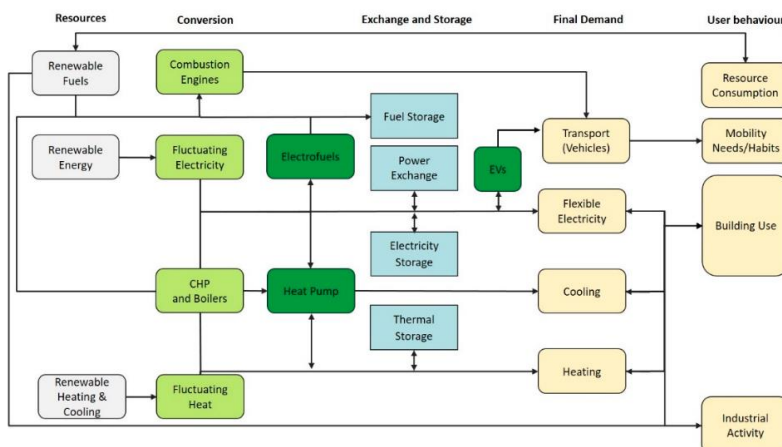 Resources Conversion Exchange and Storage Final Demand User behaviour
Renewable
Fuels
Combustion
Engines
Resource
Consumption
Fuel Storage
Renewable
Energy
Fluctuating
Electricity
Electrofuels
Power
Exchange
EVs
Transport
(Vehicles)
Mobility
Needs/Habits
Flexible
Electricity
Building Use
Electricity
Storage
CHP
and Boilers
Heat Pump
Cooling
Thermal
Storage
Heating
Renewable
Heating
& Cooling
Fluctuating
Heat
Industrial
Activity